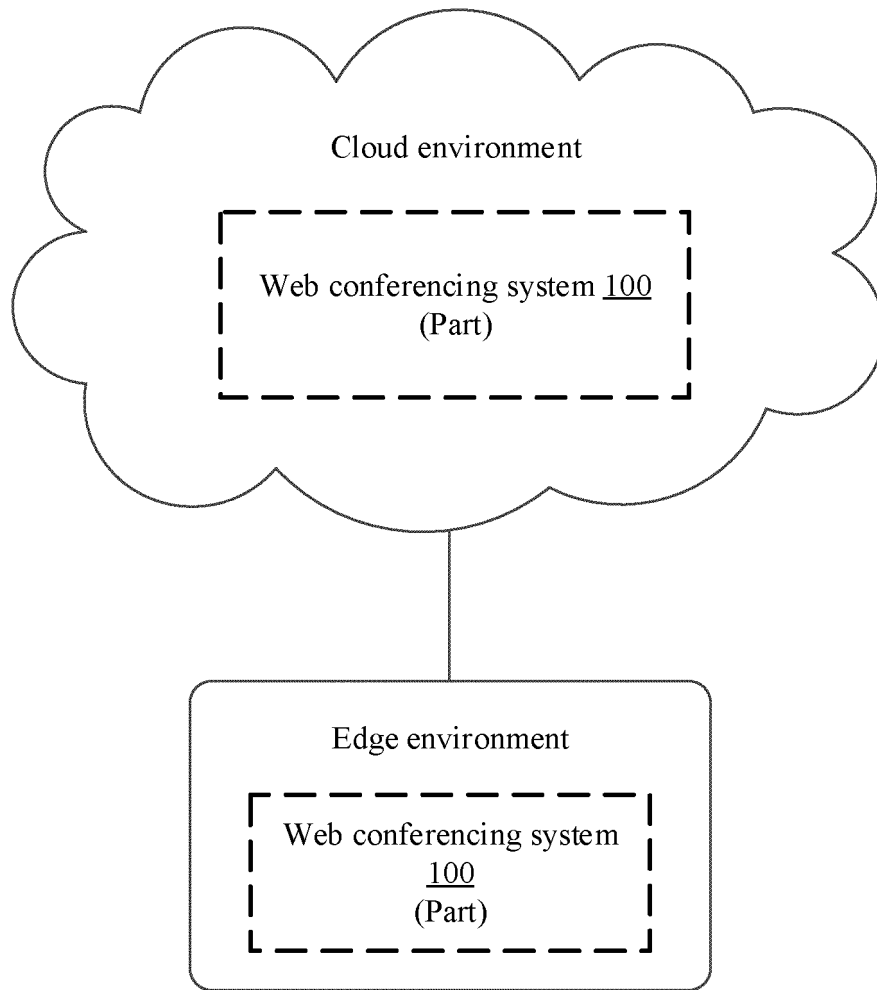 Cloud environment
Web conferencing system 100
(Part)
Edge environment
Web conferencing system
100
(Part)